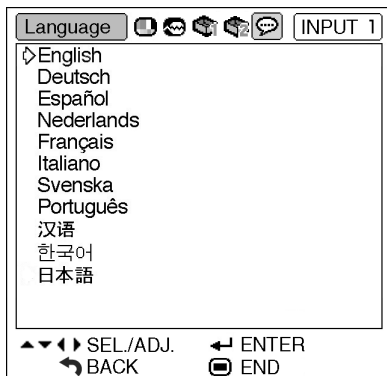 Language INPUT 1
English
Deutsch
Español
Nederlands
Français
Italiano
Svenska
Português
汉语
한국어
日本語
SEL./ADJ. ENTER
BACK END